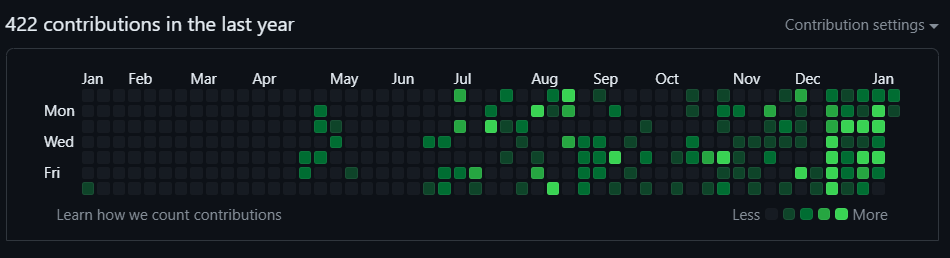 422 contributions in the last year
Contribution settings
Jan Feb Mar Apr May Jun Jul Aug Sep Oct Nov Dec Jan
Mon
Wed
Fri
Learn how we count contributions
Less More